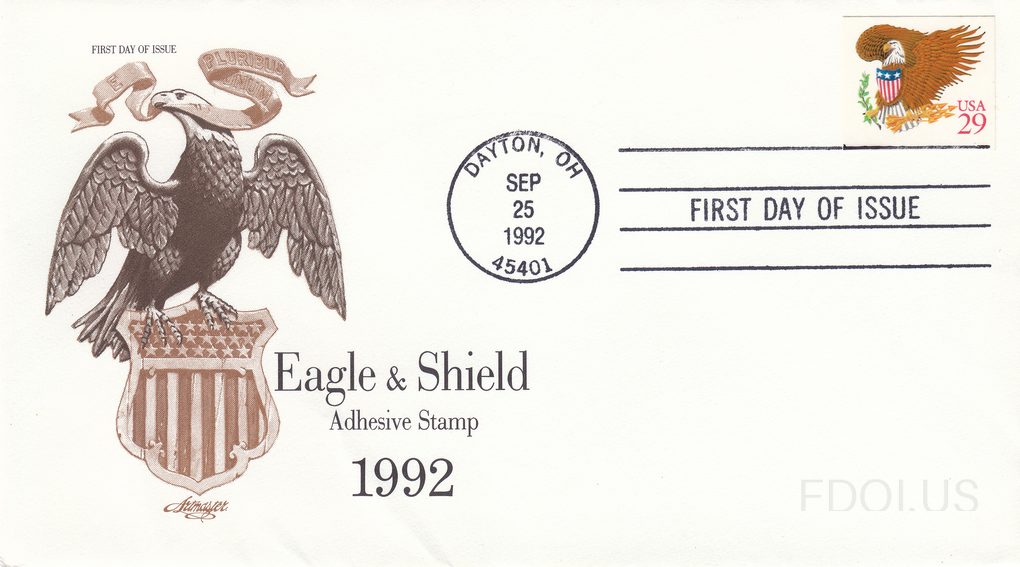 FIRST DAY OF ISSUE
E PLURIBUS
UNUM
USA
29
DAYTON, OH
SEP
25
1992
45401
FIRST DAY OF ISSUE
Eagle & Shield
Adhesive Stamp
1992
Artmaster
FDOI.US